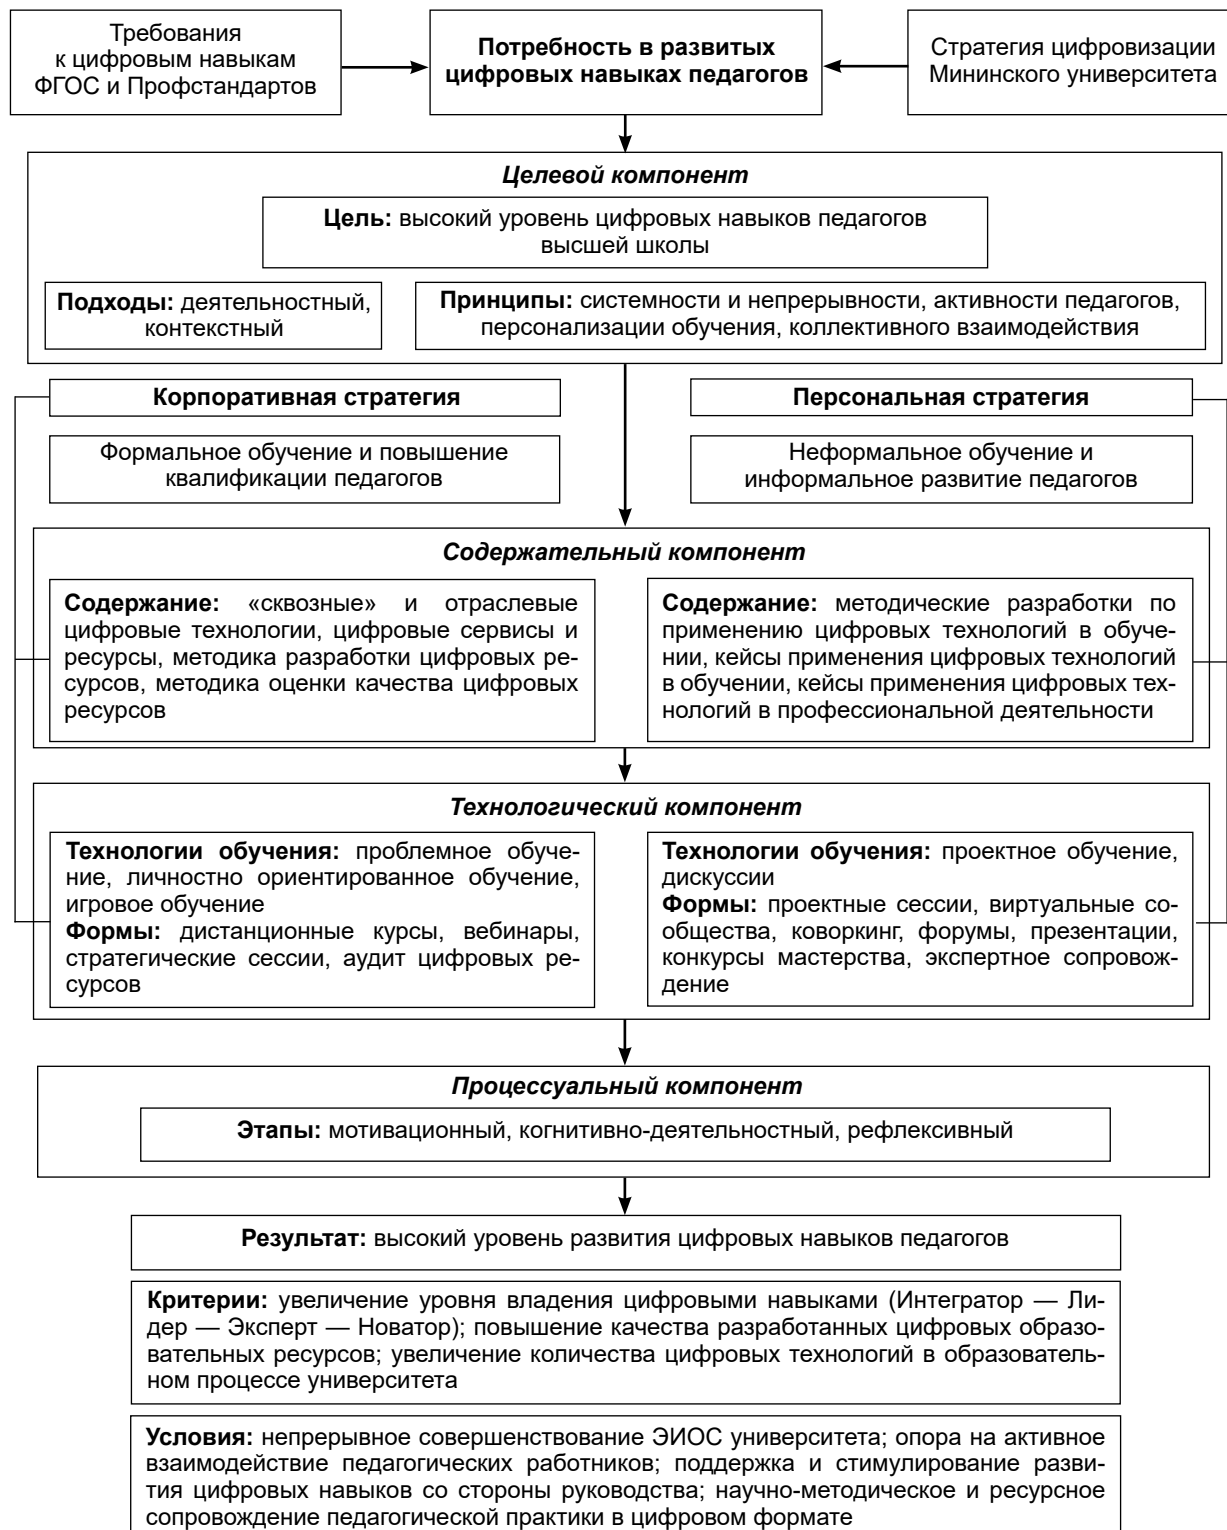 Требования
к цифровым навыкам
ФГОС и Профстандартов
Потребность в развитых
цифровых навыках педагогов
Стратегия цифровизации
Мининского университета
Целевой компонент
Цель: высокий уровень цифровых навыков педагогов
высшей школы
Подходы: деятельностный,
контекстный
Принципы: системности и непрерывности, активности педагогов,
персонализации обучения, коллективного взаимодействия
Корпоративная стратегия
Формальное обучение и повышение
квалификации педагогов
Персональная стратегия
Неформальное обучение и
информальное развитие педагогов
Содержательный компонент
Содержание: «сквозные» и отраслевые
цифровые технологии, цифровые сервисы и
ресурсы, методика разработки цифровых ре-
сурсов, методика оценки качества цифровых
ресурсов
Содержание: методические разработки по
применению цифровых технологий в обуче-
нии, кейсы применения цифровых технологий
в обучении, кейсы применения цифровых тех-
нологий в профессиональной деятельности
Технологический компонент
Технологии обучения: проблемное обуче-
ние, личностно ориентированное обучение,
игровое обучение
Формы: дистанционные курсы, вебинары,
стратегические сессии, аудит цифровых ре-
сурсов
Технологии обучения: проектное обучение,
дискуссии
Формы: проектные сессии, виртуальные со-
общества, коворкинг, форумы, презентации,
конкурсы мастерства, экспертное сопровож-
дение
Процессуальный компонент
Этапы: мотивационный, когнитивно-деятельностный, рефлексивный
Результат: высокий уровень развития цифровых навыков педагогов
Критерии: увеличение уровня владения цифровыми навыками (Интегратор — Ли-
дер — Эксперт — Новатор); повышение качества разработанных цифровых образо-
вательных ресурсов; увеличение количества цифровых технологий в образователь-
ном процессе университета
Условия: непрерывное совершенствование ЭИОС университета; опора на активное
взаимодействие педагогических работников; поддержка и стимулирование разви-
тия цифровых навыков со стороны руководства; научно-методическое и ресурсное
сопровождение педагогической практики в цифровом формате